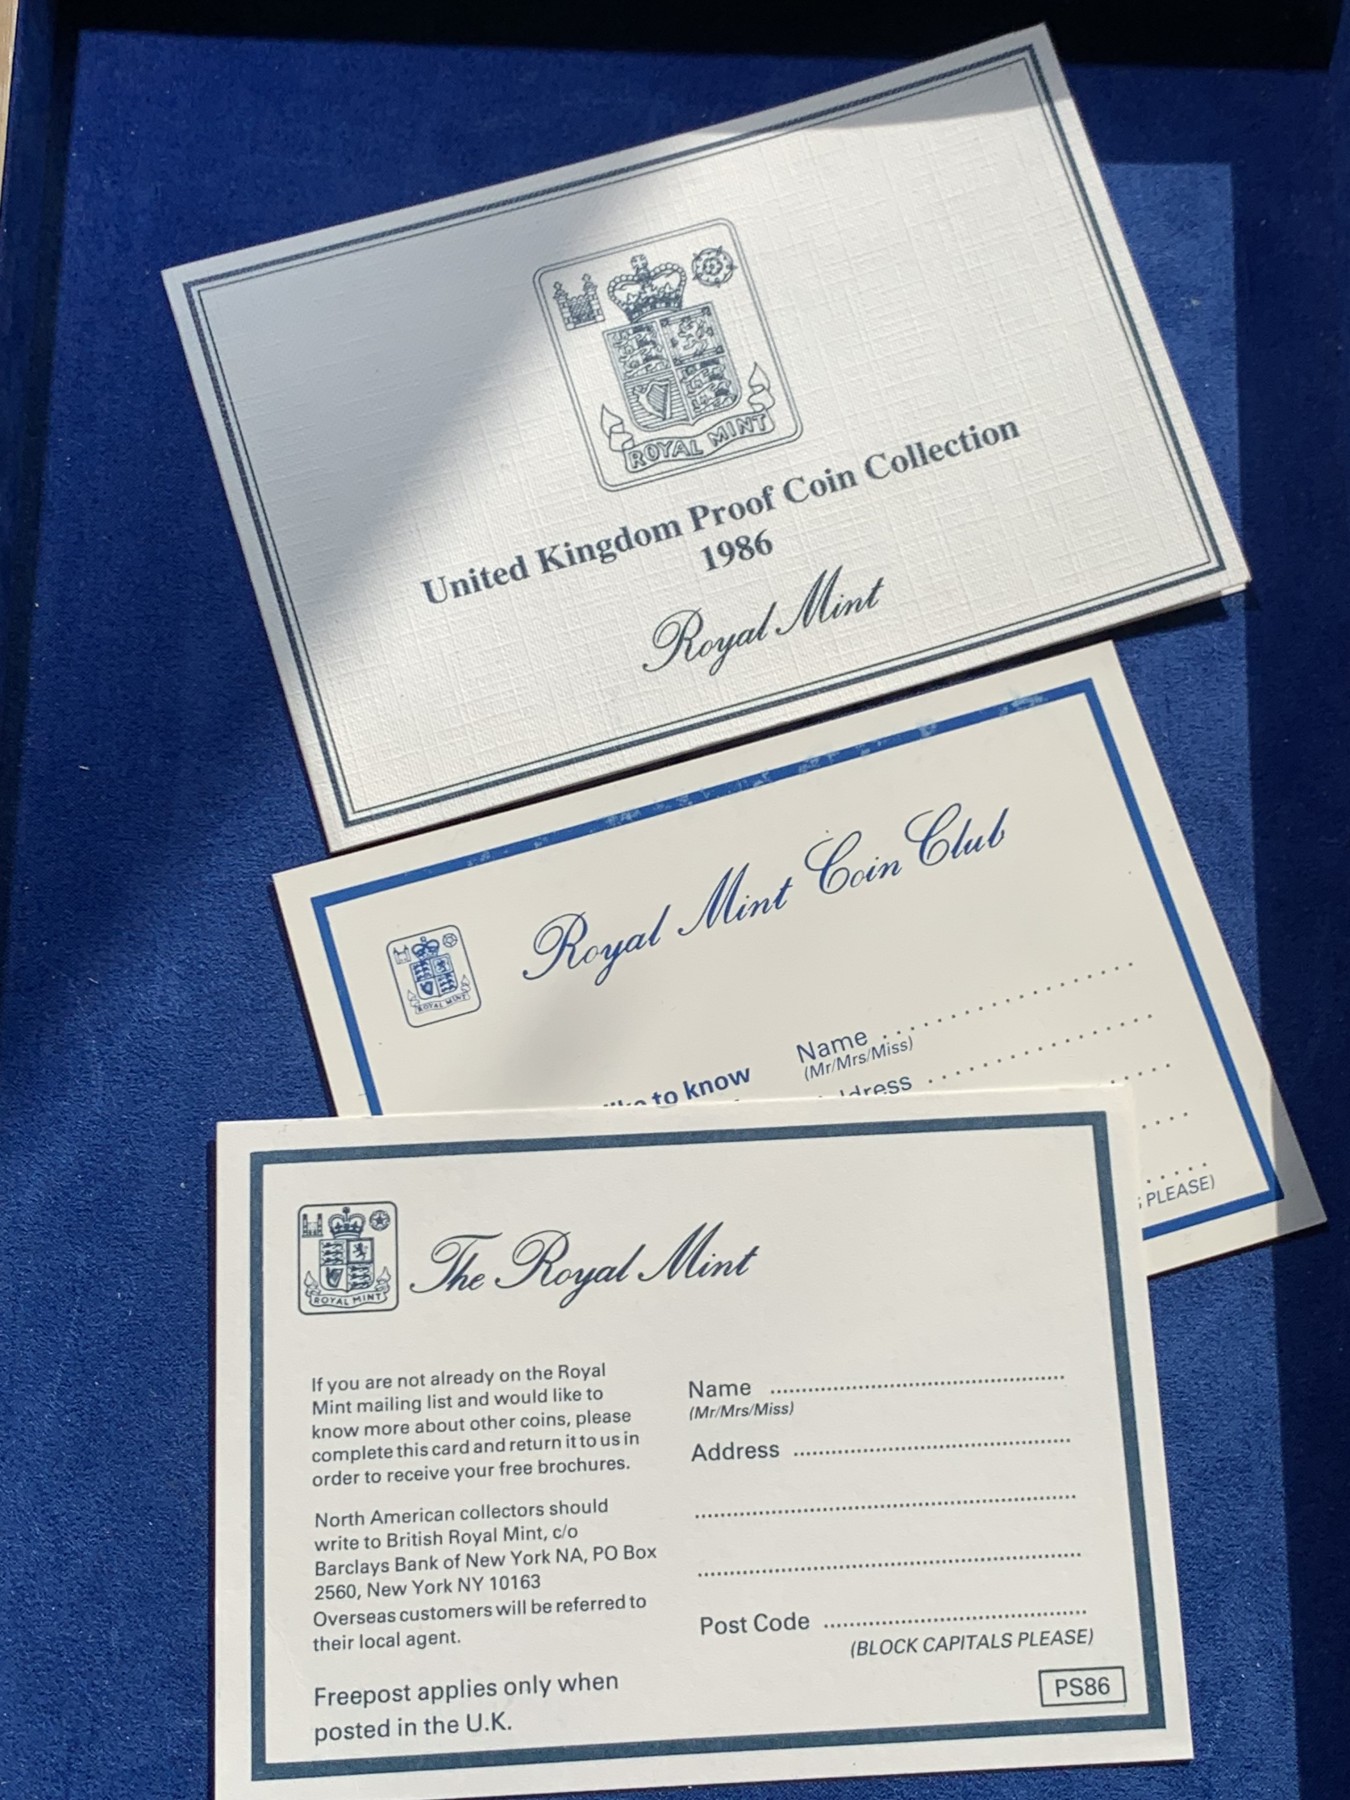 ROYAL MINT
United Kingdom Proof Coin Collection
1986
Royal Mint
Royal Mint Coin Club
ROYAL MINT
Name
(Mr/Mrs/Miss)
to know
PLEASE)
The Royal Mint
ROYAL MINT
If you are not already on the Royal
Mint mailing list and would like to
know more about other coins, please
complete this card and return it to us in
order to receive your free brochures.
North American collectors should
write to British Royal Mint, c/o
Barclays Bank of New York NA, PO Box
2560, New York NY 10163
Overseas customers will be referred to
their local agent.
Freepost applies only when
posted in the U.K.
Name
(Mr/Mrs/Miss)
Address
Post Code
(BLOCK CAPITALS PLEASE)
PS86